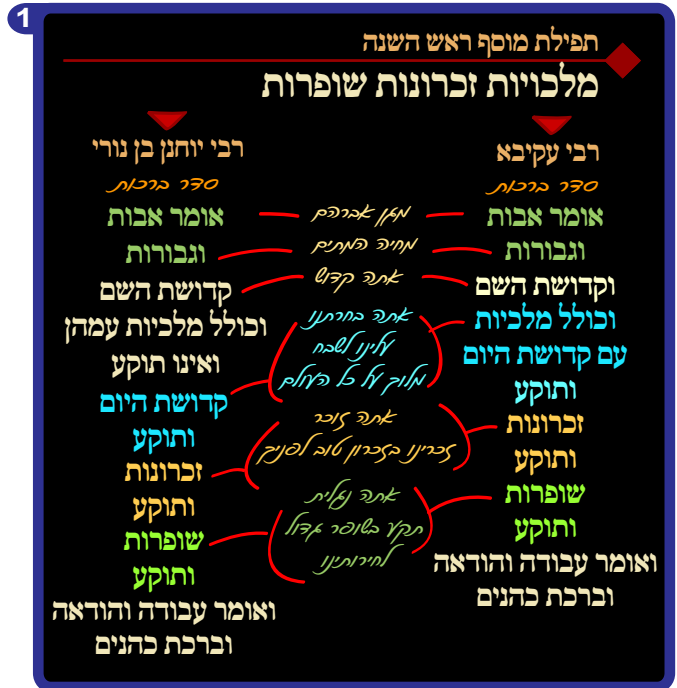 1
תפילת מוסף ראש השנה
מלכויות זכרונות שופרות
רבי עקיבא
סדר ברכות
אומר אבות
וגבורות
וקדושת השם
וכולל מלכיות
עם קדושת היום
ותוקע
זכרונות
ותוקע
שופרות
ותוקע
ואומר עבודה והודאה
וברכת כהנים
מגן אברהם
מחיה המתים
אתה קדוש
אתה בחרתנו
עלינו לשבח
מלוך על כל העולם
אתה זוכר
זכרינו בזכרון טוב לפניך
אתה נגלית
תקע בשופר גדול
לחירותינו
רבי יוחנן בן נורי
סדר ברכות
אומר אבות
וגבורות
קדושת השם
וכולל מלכיות עמהן
ואינו תוקע
קדושת היום
ותוקע
זכרונות
ותוקע
שופרות
ותוקע
ואומר עבודה והודאה
וברכת כהנים